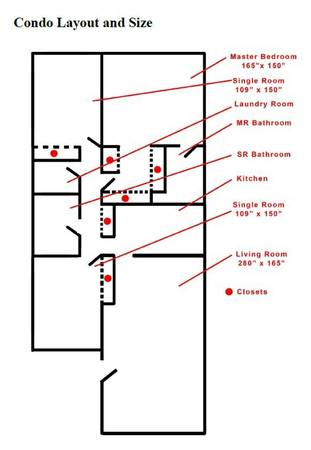 Condo Layout and Size
Master Bedroom
165"x 150"
Single Room
109" x 150"
Laundry Room
MR Bathroom
SR Bathroom
Kitchen
Single Room
109" x 150"
Living Room
280" x 165"
Closets